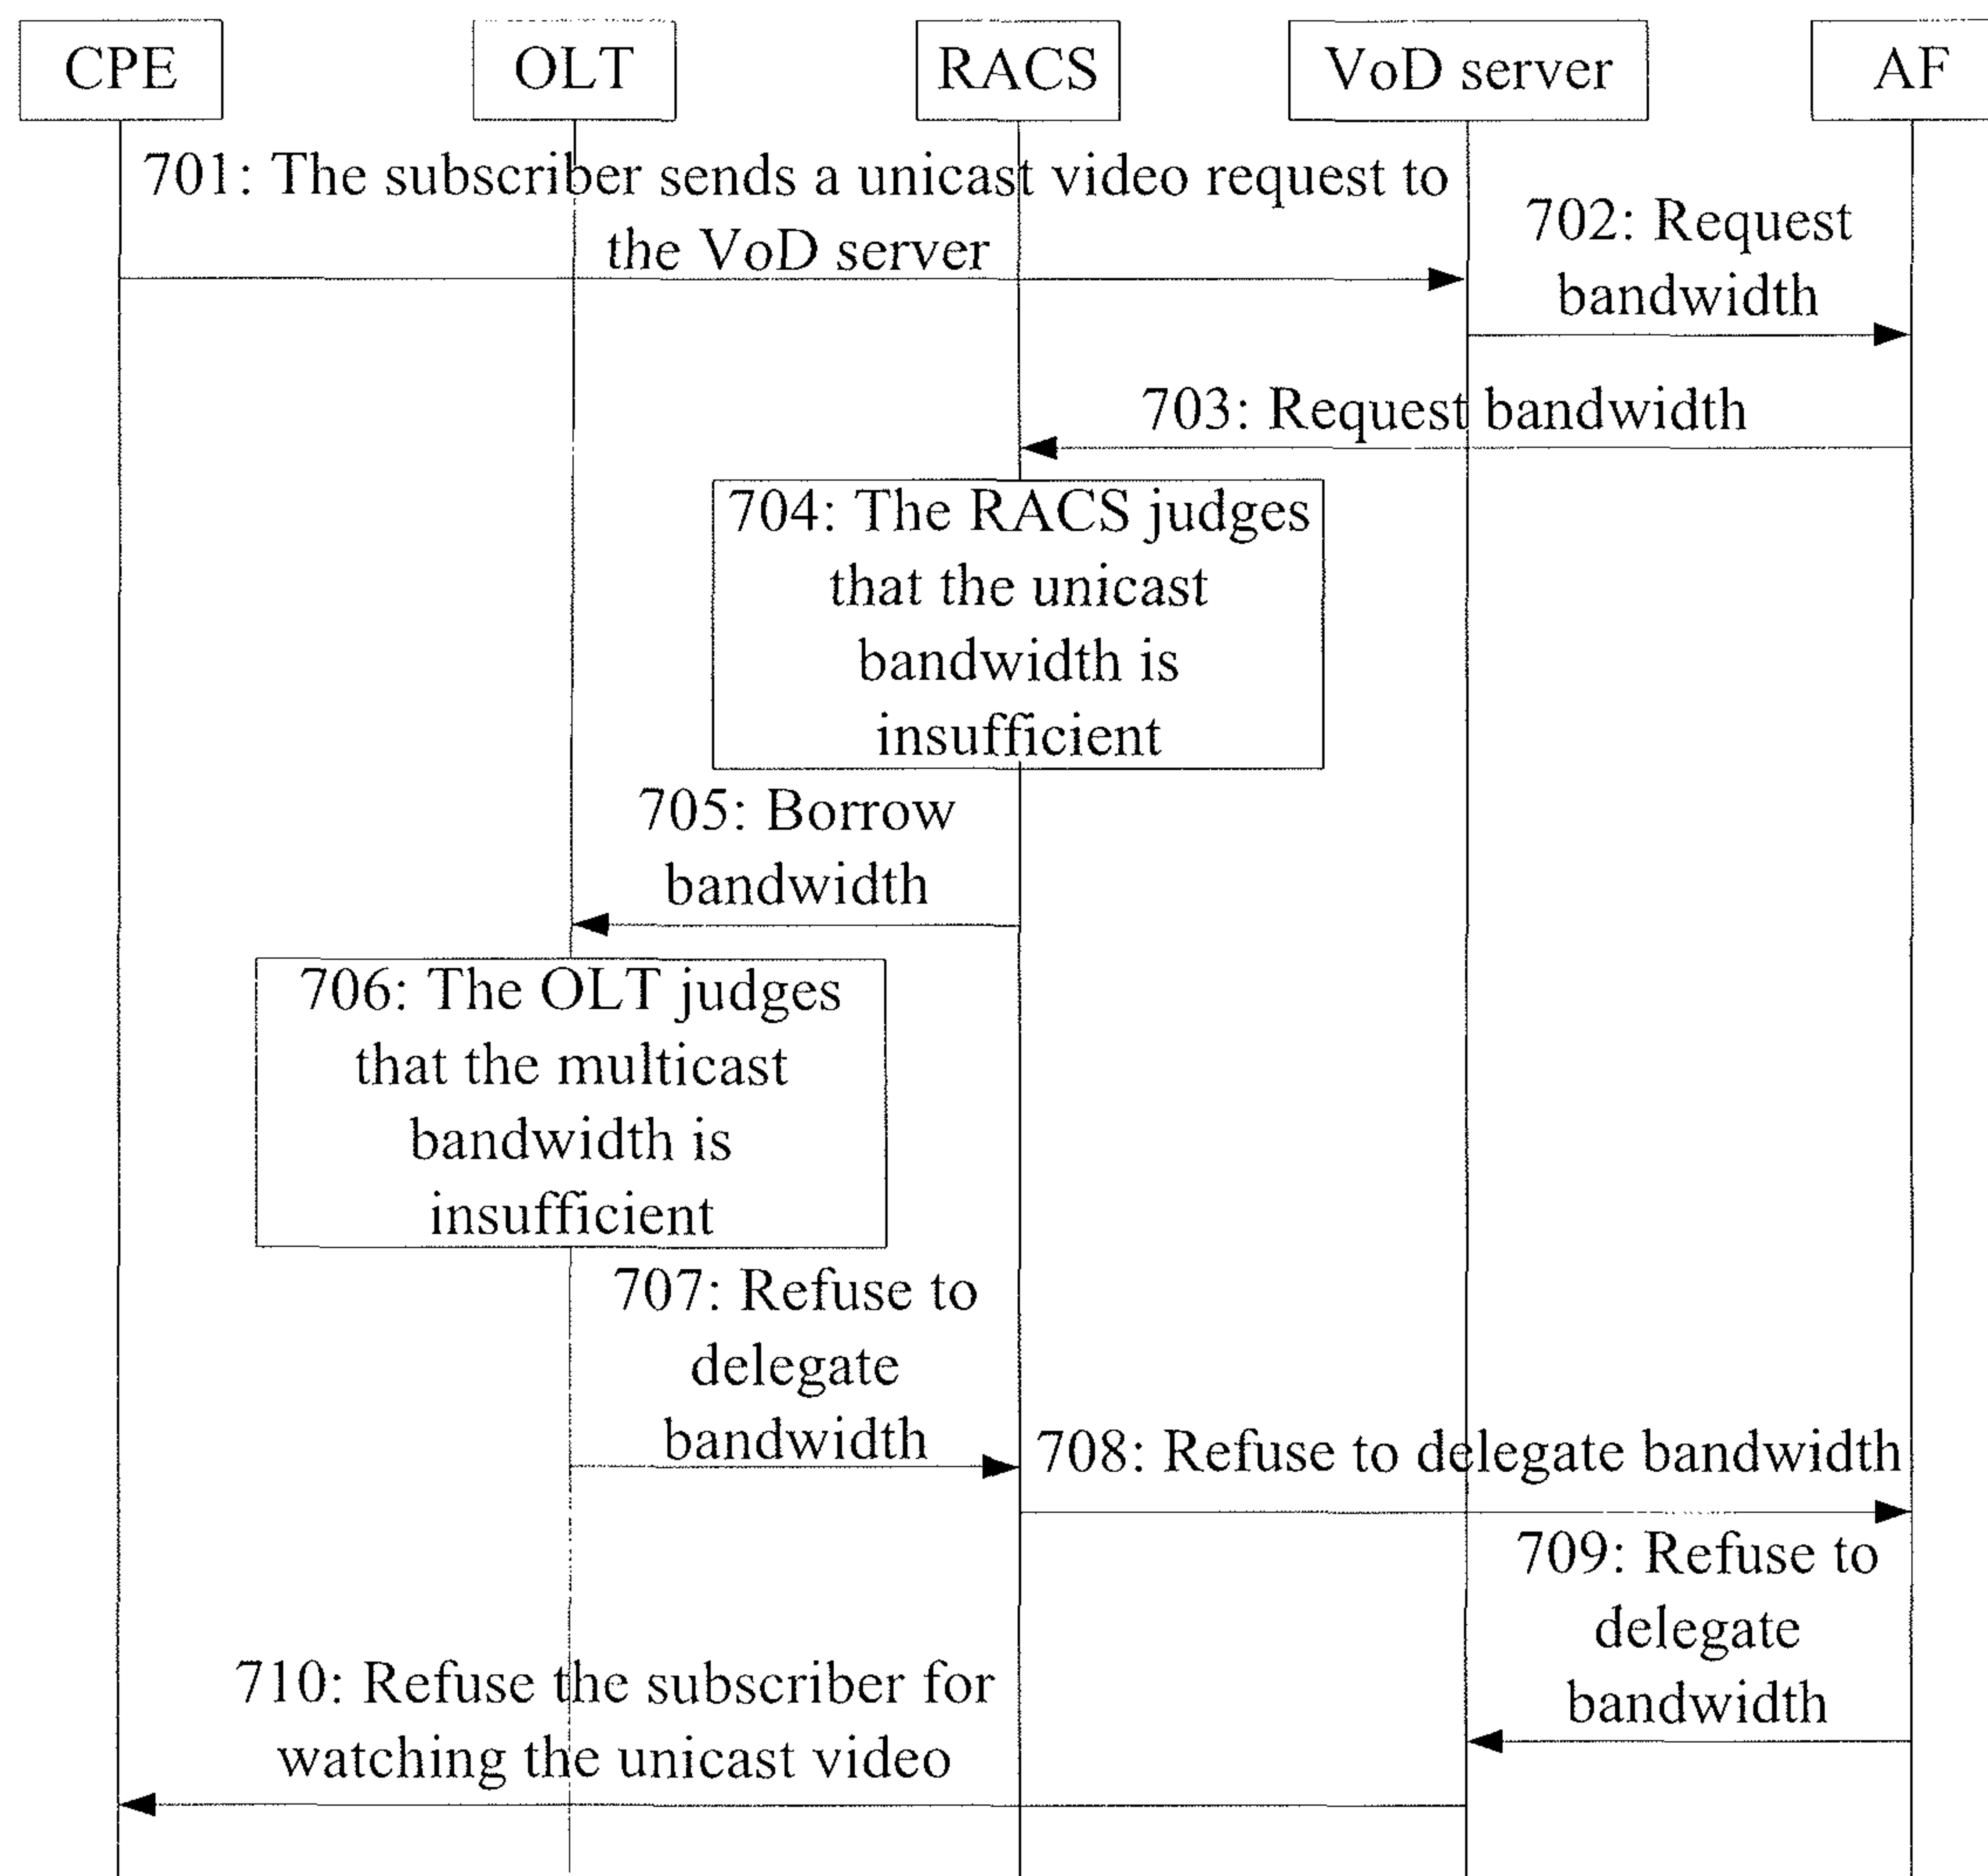 CPE
OLT
RACS
VoD server
AF
701: The subscriber sends a unicast video request to
the VoD server
702: Request
bandwidth
703: Request bandwidth
704: The RACS judges
that the unicast
bandwidth is
insufficient
705: Borrow
bandwidth
706: The OLT judges
that the multicast
bandwidth is
insufficient
707: Refuse to
delegate
bandwidth
708: Refuse to delegate bandwidth
709: Refuse to
delegate
bandwidth
710: Refuse the subscriber for
watching the unicast video